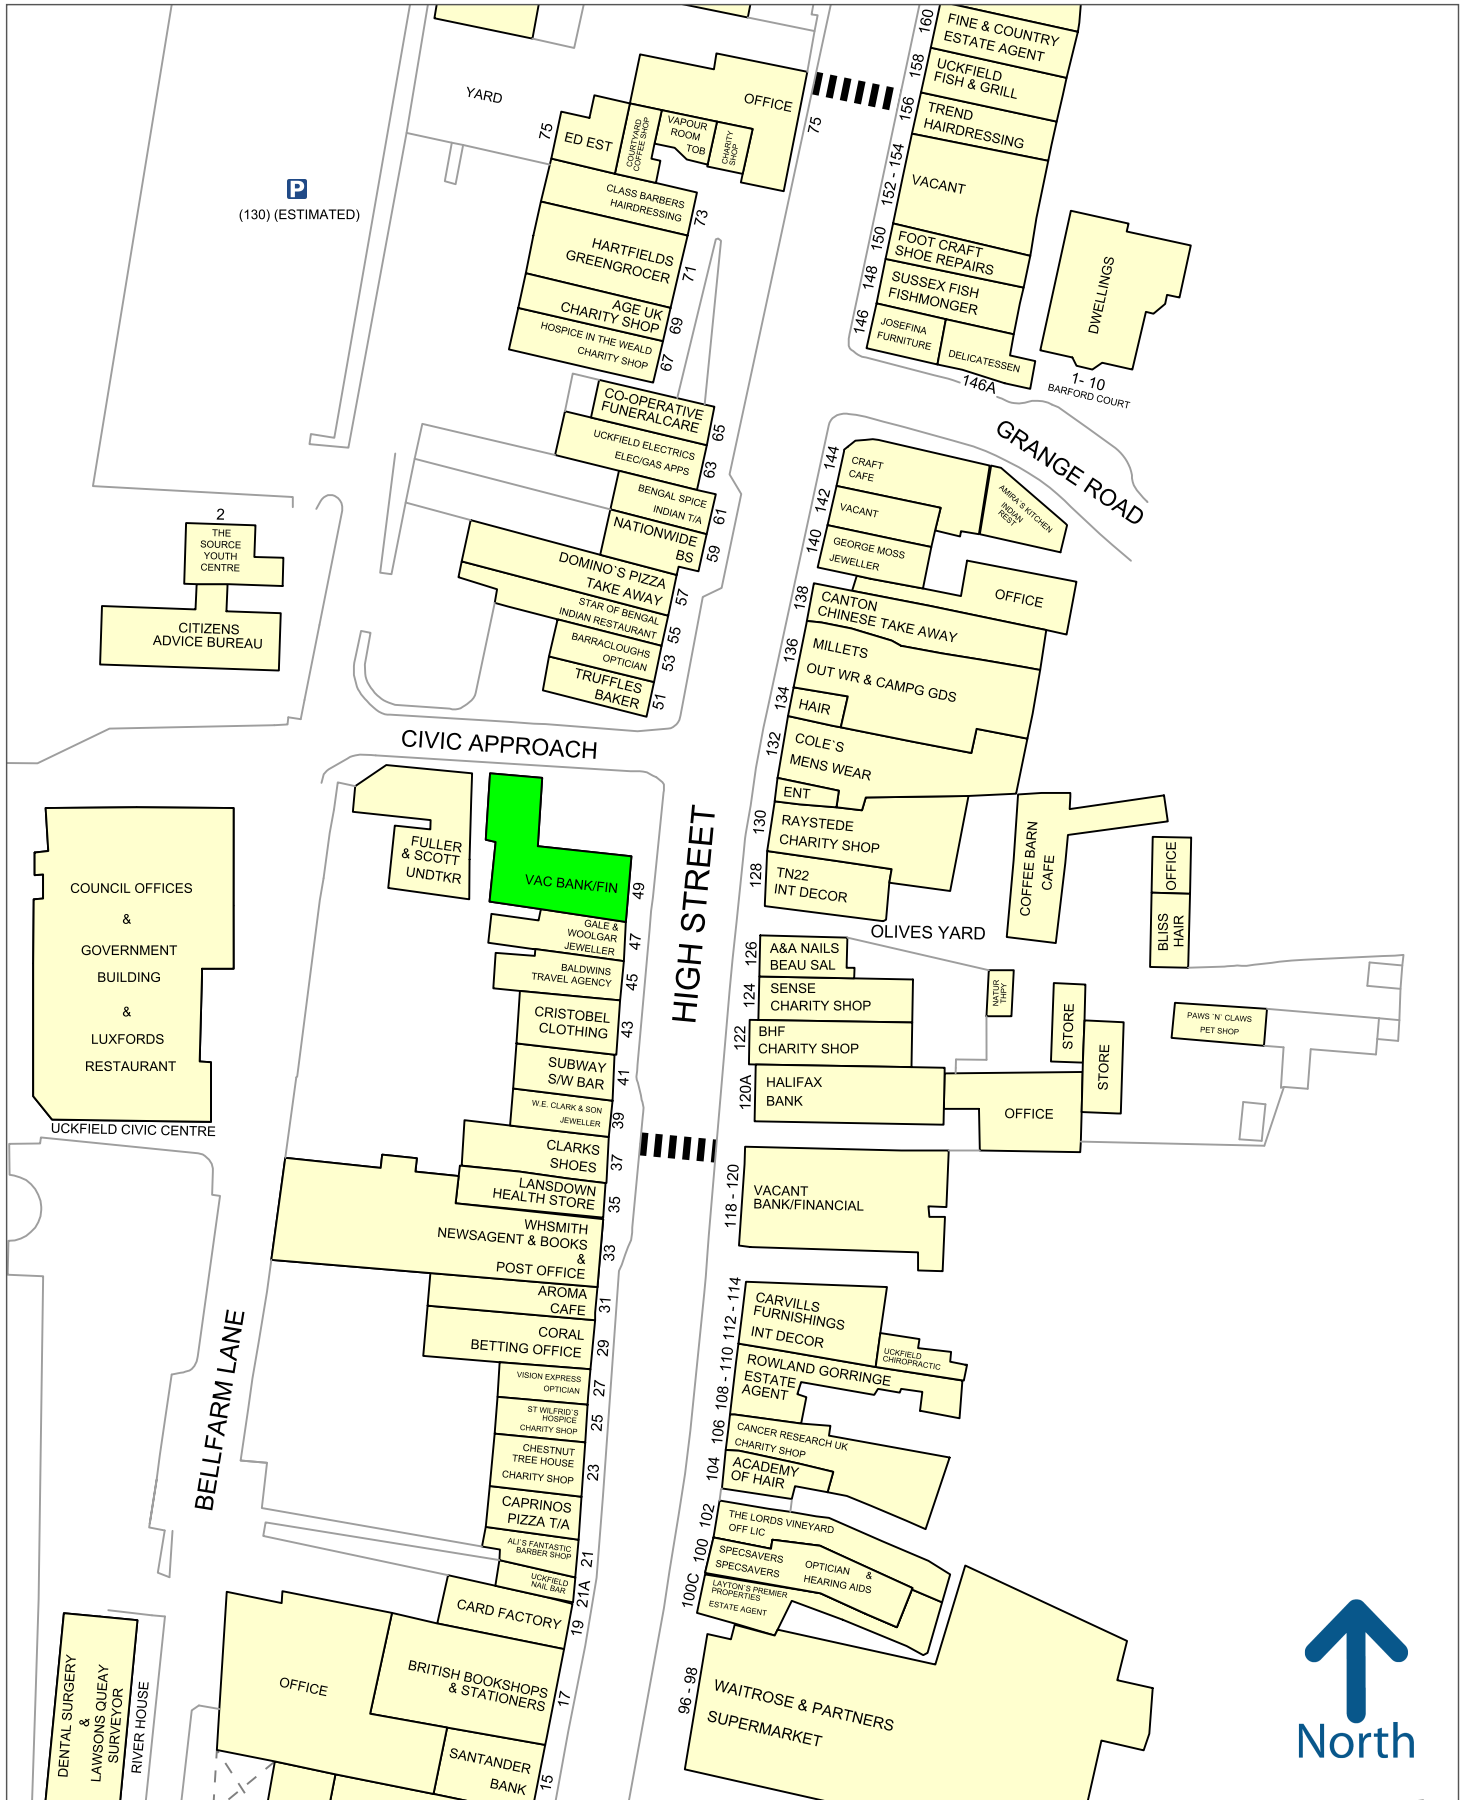 160
FINE & COUNTRY
ESTATE AGENT
158
UCKFIELD
FISH & GRILL
156
TREND
HAIRDRESSING
152 - 154
VACANT
150
FOOT CRAFT
SHOE REPAIRS
148
SUSSEX FISH
FISHMONGER
146
JOSEFINA
FURNITURE
DELICATESSEN
146A
DWELLINGS
1- 10
BARFORD COURT
GRANGE ROAD
YARD
P
(130) (ESTIMATED)
OFFICE
75
75
ED EST
COURTYARD
COFFEE SHOP
VAPOUR
ROOM
TOB
CHARITY
SHOP
CLASS BARBERS
HAIRDRESSING
73
HARTFIELDS
GREENGROCER
71
AGE UK
CHARITY SHOP
69
HOSPICE IN THE WEALD
CHARITY SHOP
67
CO-OPERATIVE
FUNERALCARE
65
UCKFIELD ELECTRICS
ELEC/GAS APPS
63
BENGAL SPICE
INDIAN T/A
61
NATIONWIDE
BS
59
DOMINO`S PIZZA
TAKE AWAY
57
STAR OF BENGAL
INDIAN RESTAURANT
55
BARRACLOUGHS
OPTICIAN
53
TRUFFLES
BAKER
51
2
THE
SOURCE
YOUTH
CENTRE
CITIZENS
ADVICE BUREAU
144
CRAFT
CAFE
AMIRA'S KITCHEN
INDIAN
REST
142
VACANT
140
GEORGE MOSS
JEWELLER
OFFICE
138
CANTON
CHINESE TAKE AWAY
136
MILLETS
OUT WR & CAMPG GDS
134
HAIR
132
COLE`S
MENS WEAR
ENT
130
RAYSTEDE
CHARITY SHOP
128
TN22
INT DECOR
COFFEE BARN
CAFE
OFFICE
BLISS
HAIR
OLIVES YARD
CIVIC APPROACH
HIGH STREET
FULLER
& SCOTT
UNDTKR
VAC BANK/FIN
49
GALE &
WOOLGAR
JEWELLER
47
BALDWINS
TRAVEL AGENCY
45
CRISTOBEL
CLOTHING
43
SUBWAY
S/W BAR
41
W.E. CLARK & SON
JEWELLER
39
CLARKS
SHOES
37
LANSDOWN
HEALTH STORE
35
WHSMITH
NEWSAGENT & BOOKS
&
POST OFFICE
33
AROMA
CAFE
31
CORAL
BETTING OFFICE
29
VISION EXPRESS
OPTICIAN
27
ST WILFRID`S
HOSPICE
CHARITY SHOP
25
CHESTNUT
TREE HOUSE
CHARITY SHOP
23
CAPRINOS
PIZZA T/A
ALI`S FANTASTIC
BARBER SHOP
21
UCKFIELD
NAIL BAR
21A
CARD FACTORY
19
BRITISH BOOKSHOPS
& STATIONERS
17
SANTANDER
BANK
15
OFFICE
COUNCIL OFFICES
&
GOVERNMENT
BUILDING
&
LUXFORDS
RESTAURANT
UCKFIELD CIVIC CENTRE
BELLFARM LANE
DENTAL SURGERY
&
LAWSONS QUEAY
SURVEYOR
RIVER HOUSE
126
A&A NAILS
BEAU SAL
124
SENSE
CHARITY SHOP
122
BHF
CHARITY SHOP
120A
HALIFAX
BANK
NATUR
THPY
STORE
STORE
OFFICE
PAWS `N` CLAWS
PET SHOP
118 - 120
VACANT
BANK/FINANCIAL
112 - 114
CARVILLS
FURNISHINGS
INT DECOR
UCKFIELD
CHIROPRACTIC
108 - 110
ROWLAND GORRINGE
ESTATE
AGENT
106
CANCER RESEARCH UK
CHARITY SHOP
104
ACADEMY
OF HAIR
102
THE LORDS VINEYARD
OFF LIC
100
SPECSAVERS
SPECSAVERS
OPTICIAN
&
HEARING AIDS
100C
LAYTON`S PREMIER
PROPERTIES
ESTATE AGENT
96 - 98
WAITROSE & PARTNERS
SUPERMARKET
North